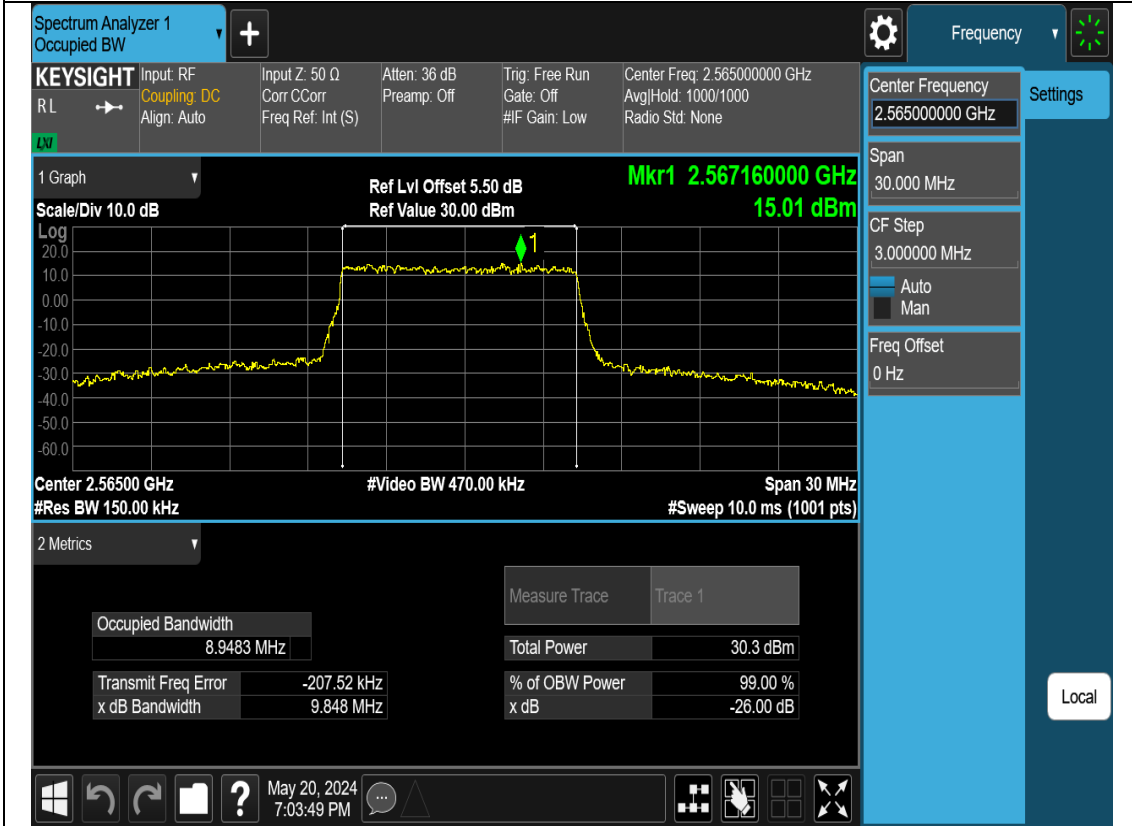 Spectrum Analyzer 1
Occupied BW
+
Frequency
KEYSIGHT
R L
LXI
Input: RF
Coupling: DC
Align: Auto
Input Z: 50 Ω
Corr CCorr
Freq Ref: Int (S)
Atten: 36 dB
Preamp: Off
Trig: Free Run
Gate: Off
#IF Gain: Low
Center Freq: 2.565000000 GHz
Avg|Hold: 1000/1000
Radio Std: None
Center Frequency
2.565000000 GHz
Settings
Span
30.000 MHz
CF Step
3.000000 MHz
Auto
Man
Freq Offset
0 Hz
Local
1 Graph
Ref Lvl Offset 5.50 dB
Mkr1 2.567160000 GHz
Scale/Div 10.0 dB
Ref Value 30.00 dBm
15.01 dBm
Log
1
20.0
10.0
0.00
-10.0
-20.0
-30.0
-40.0
-50.0
-60.0
Center 2.56500 GHz
#Video BW 470.00 kHz
Span 30 MHz
#Res BW 150.00 kHz
#Sweep 10.0 ms (1001 pts)
2 Metrics
Measure Trace Trace 1
Occupied Bandwidth
8.9483 MHz
Total Power 30.3 dBm
Transmit Freq Error -207.52 kHz
% of OBW Power 99.00 %
x dB Bandwidth 9.848 MHz
x dB -26.00 dB
?
May 20, 2024
7:03:49 PM